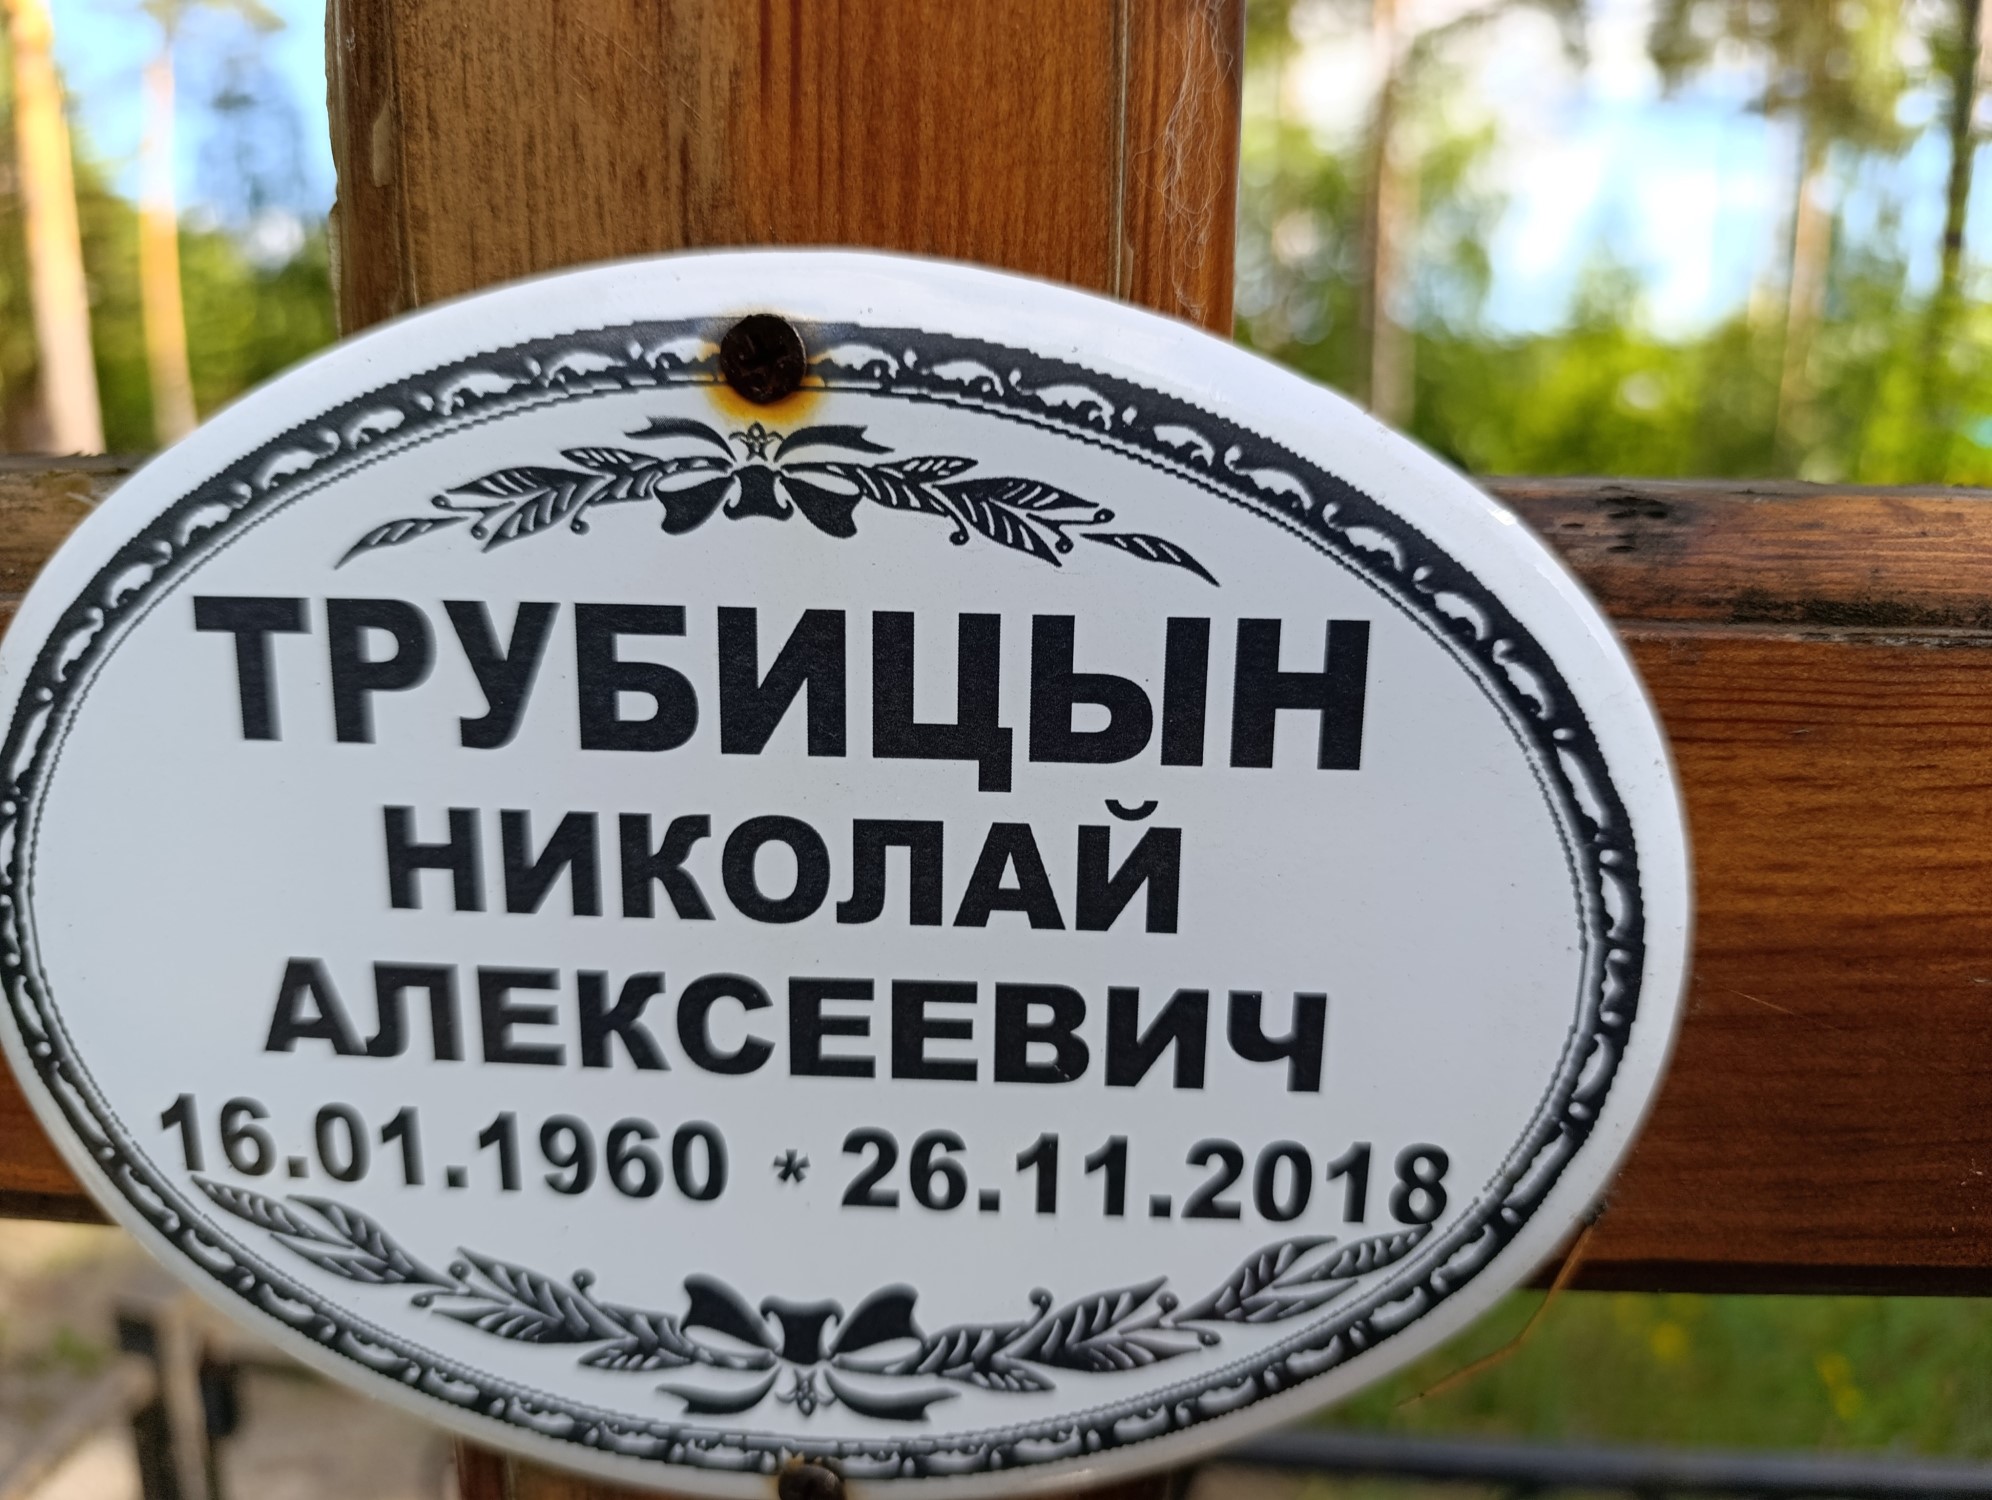 ТРУБИЦЫН
НИКОЛАЙ
АЛЕКСЕЕВИЧ
16.01.1960 * 26.11.2018